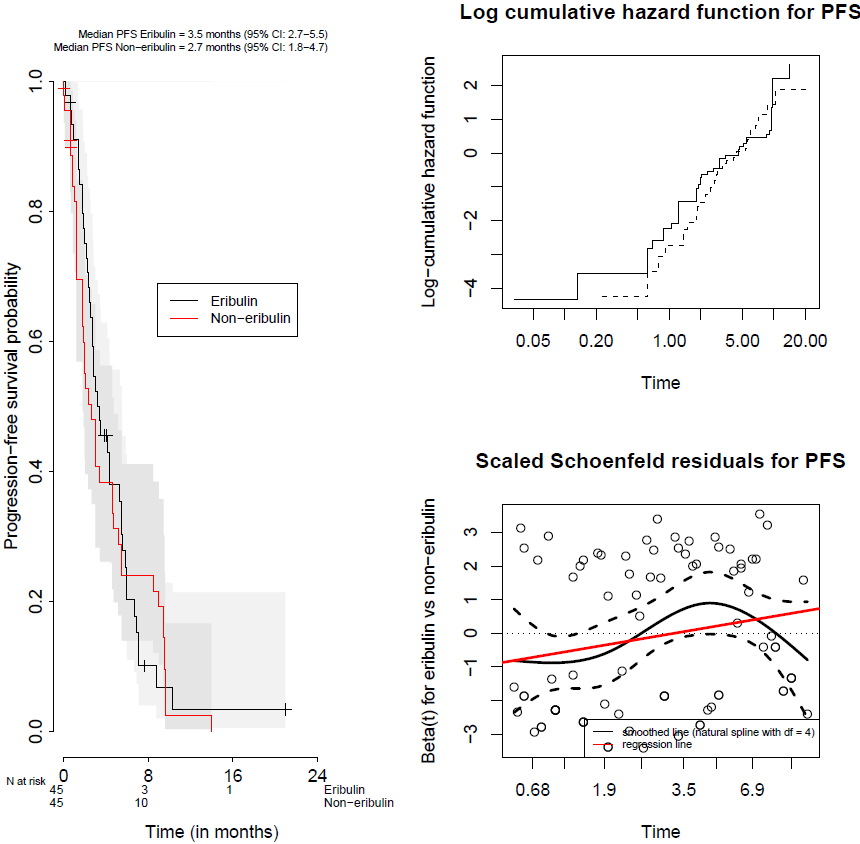 Median PFS Eribulin = 3.5 months (95% CI: 2.7−5.5)
Median PFS Non−eribulin = 2.7 months (95% CI: 1.8−4.7)
Progression−free survival probability
1.0
0.8
0.6
0.4
0.2
0.0
Eribulin
Non−eribulin
0 8 16 24
N at risk
45 3 1 Eribulin
45 10 Non−eribulin
Time (in months)
Log cumulative hazard function for PFS
Log−cumulative hazard function
2
1
0
−2
−4
0.05 0.20 1.00 5.00 20.00
Time
Scaled Schoenfeld residuals for PFS
Beta(t) for eribulin vs non−eribulin
3
2
1
0
−1
−3
smoothed line (natural spline with df = 4)
regression line
0.68 1.9 3.5 6.9
Time